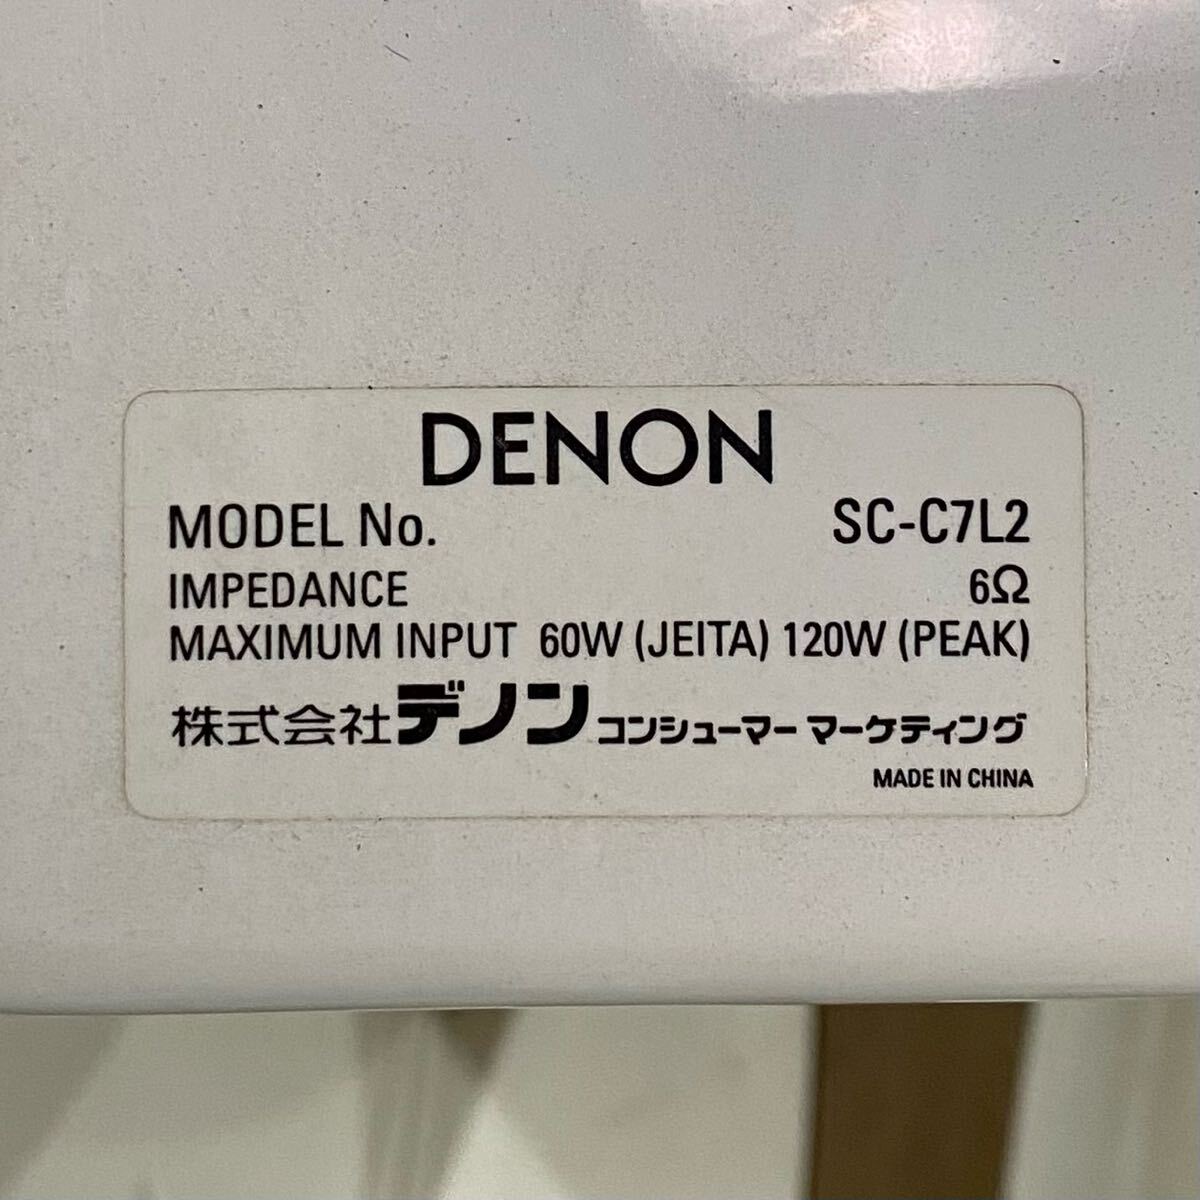 DENON
MODEL No. SC-C7L2
IMPEDANCE 6Ω
MAXIMUM INPUT 60W (JEITA) 120W (PEAK)
株式会社デノン コンシューマー マーケティング
MADE IN CHINA